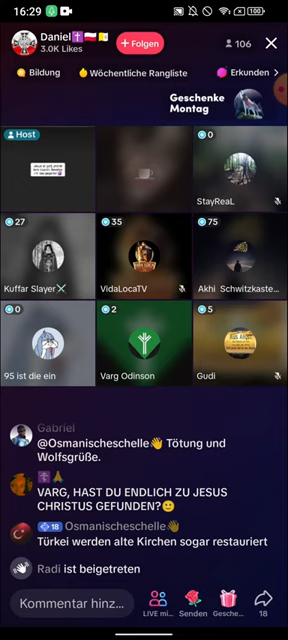 16:29
100
Daniel✝️🇵🇱🇻🇦
3.0K Likes
+ Folgen
106
Bildung
Wöchentliche Rangliste
Erkunden
Geschenke
Montag
Host
0
StayReaL
27
Kuffar Slayer⚔
35
VidaLocaTV
75
Akhi Schwitzkaste...
0
95 ist die ein
2
Varg Odinson
5
Gudi
Gabriel
@Osmanischeschelle👋 Tötung und
Wolfsgrüße.
✝️🙏
VARG, HAST DU ENDLICH ZU JESUS
CHRISTUS GEFUNDEN?🙂
18 Osmanischeschelle👋
Türkei werden alte Kirchen sogar restauriert
Radi ist beigetreten
Kommentar hinz...
LIVE mi...
Senden
Gesche...
18